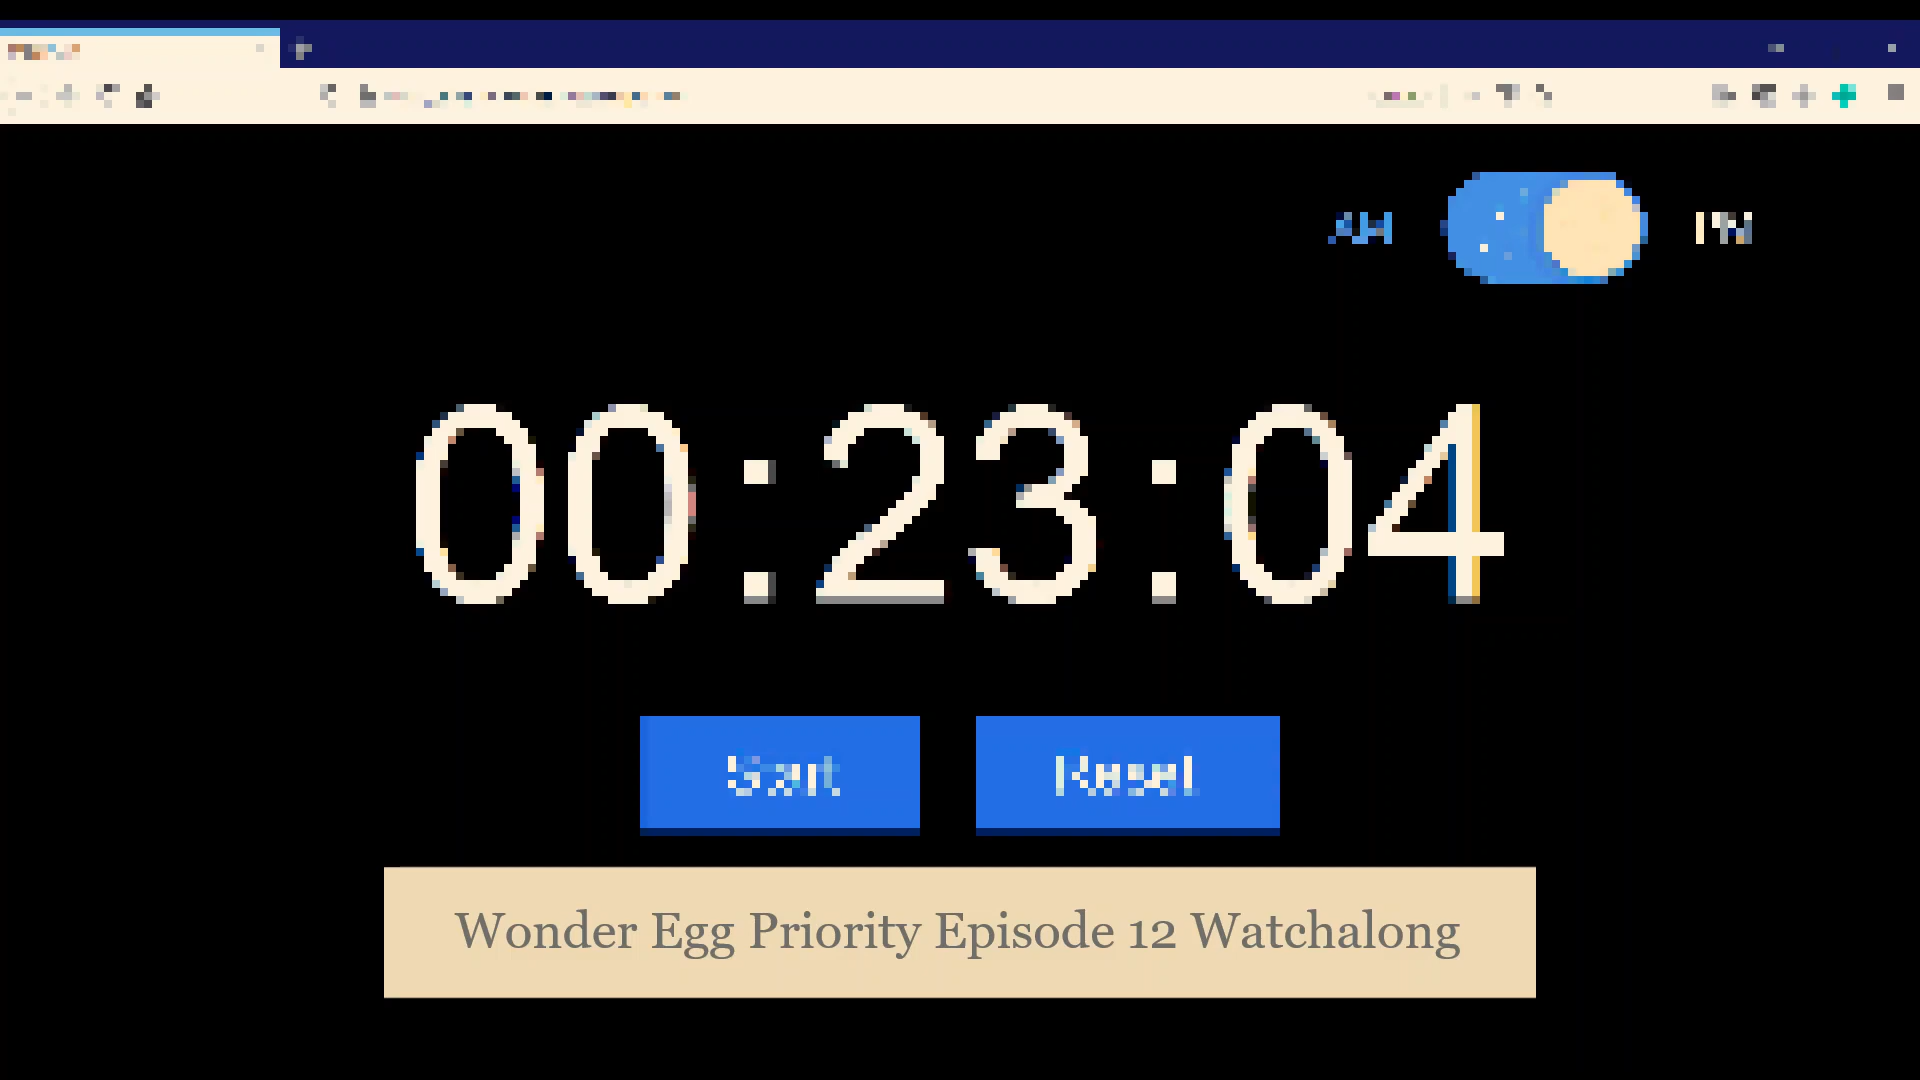 AM
PM
00:23:04
Start
Reset
Wonder Egg Priority Episode 12 Watchalong